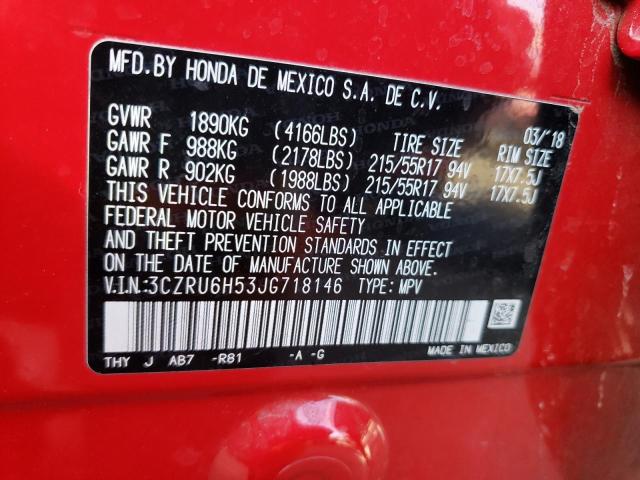 MFD.BY HONDA DE MEXICO S.A. DE C.V.
03/'18
GVWR 1890KG (4166LBS) TIRE SIZE RIM SIZE
GAWR F 988KG (2178LBS) 215/55R17 94V 17X7.5J
GAWR R 902KG (1988LBS) 215/55R17 94V 17X7.5J
THIS VEHICLE CONFORMS TO ALL APPLICABLE
FEDERAL MOTOR VEHICLE SAFETY
AND THEFT PREVENTION STANDARDS IN EFFECT
ON THE DATE OF MANUFACTURE SHOWN ABOVE.
V.I.N.:3CZRU6H53JG718146 TYPE: MPV
THY J AB7 -R81 -A -G MADE IN MEXICO